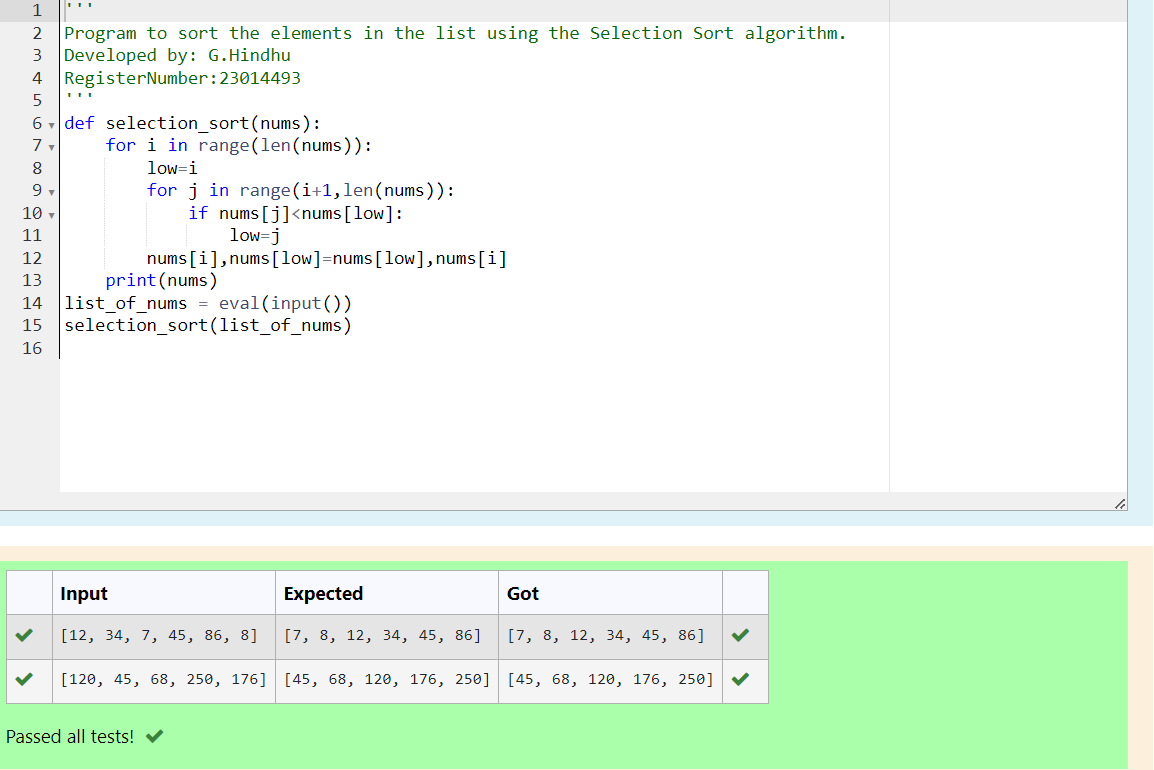 1 '''
2 Program to sort the elements in the list using the Selection Sort algorithm.
3 Developed by: G.Hindhu
4 RegisterNumber:23014493
5 '''
6 def selection_sort(nums):
7     for i in range(len(nums)):
8         low=i
9         for j in range(i+1,len(nums)):
10             if nums[j]<nums[low]:
11                 low=j
12         nums[i],nums[low]=nums[low],nums[i]
13     print(nums)
14 list_of_nums = eval(input())
15 selection_sort(list_of_nums)
16
Input Expected Got
[12, 34, 7, 45, 86, 8] [7, 8, 12, 34, 45, 86] [7, 8, 12, 34, 45, 86]
[120, 45, 68, 250, 176] [45, 68, 120, 176, 250] [45, 68, 120, 176, 250]
Passed all tests!